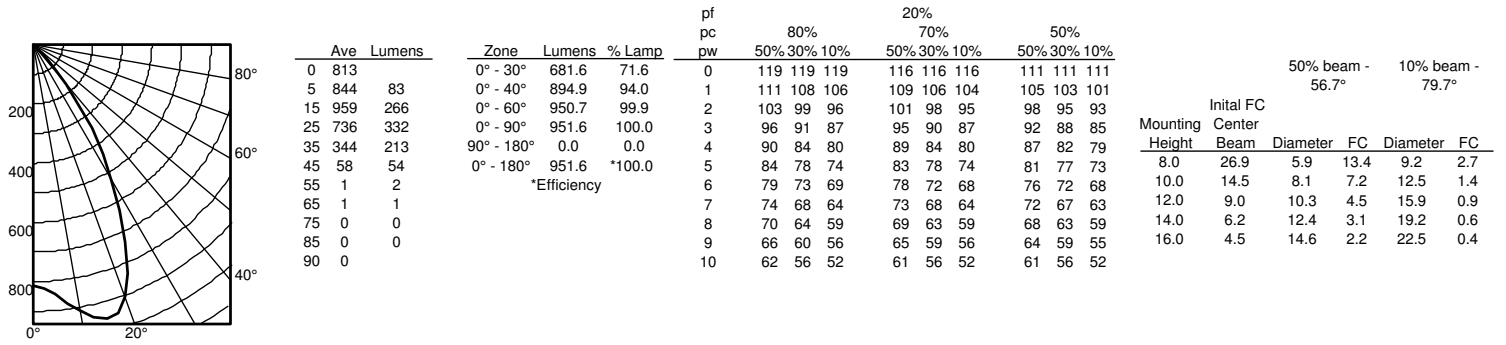 80°
60°
40°
20°
0°
200
400
600
800
Ave Lumens
0 813
5 844 83
15 959 266
25 736 332
35 344 213
45 58 54
55 1 2
65 1 1
75 0 0
85 0 0
90 0
Zone Lumens % Lamp
0° - 30° 681.6 71.6
0° - 40° 894.9 94.0
0° - 60° 950.7 99.9
0° - 90° 951.6 100.0
90° - 180° 0.0 0.0
0° - 180° 951.6 *100.0
*Efficiency
pf 20%
pc 80% 70% 50%
pw 50% 30% 10% 50% 30% 10% 50% 30% 10%
0 119 119 119 116 116 116 111 111 111
1 111 108 106 109 106 104 105 103 101
2 103 99 96 101 98 95 98 95 93
3 96 91 87 95 90 87 92 88 85
4 90 84 80 89 84 80 87 82 79
5 84 78 74 83 78 74 81 77 73
6 79 73 69 78 72 68 76 72 68
7 74 68 64 73 68 64 72 67 63
8 70 64 59 69 63 59 68 63 59
9 66 60 56 65 59 56 64 59 55
10 62 56 52 61 56 52 61 56 52
50% beam - 10% beam -
56.7° 79.7°
Inital FC
Mounting Center
Height Beam Diameter FC Diameter FC
8.0 26.9 5.9 13.4 9.2 2.7
10.0 14.5 8.1 7.2 12.5 1.4
12.0 9.0 10.3 4.5 15.9 0.9
14.0 6.2 12.4 3.1 19.2 0.6
16.0 4.5 14.6 2.2 22.5 0.4